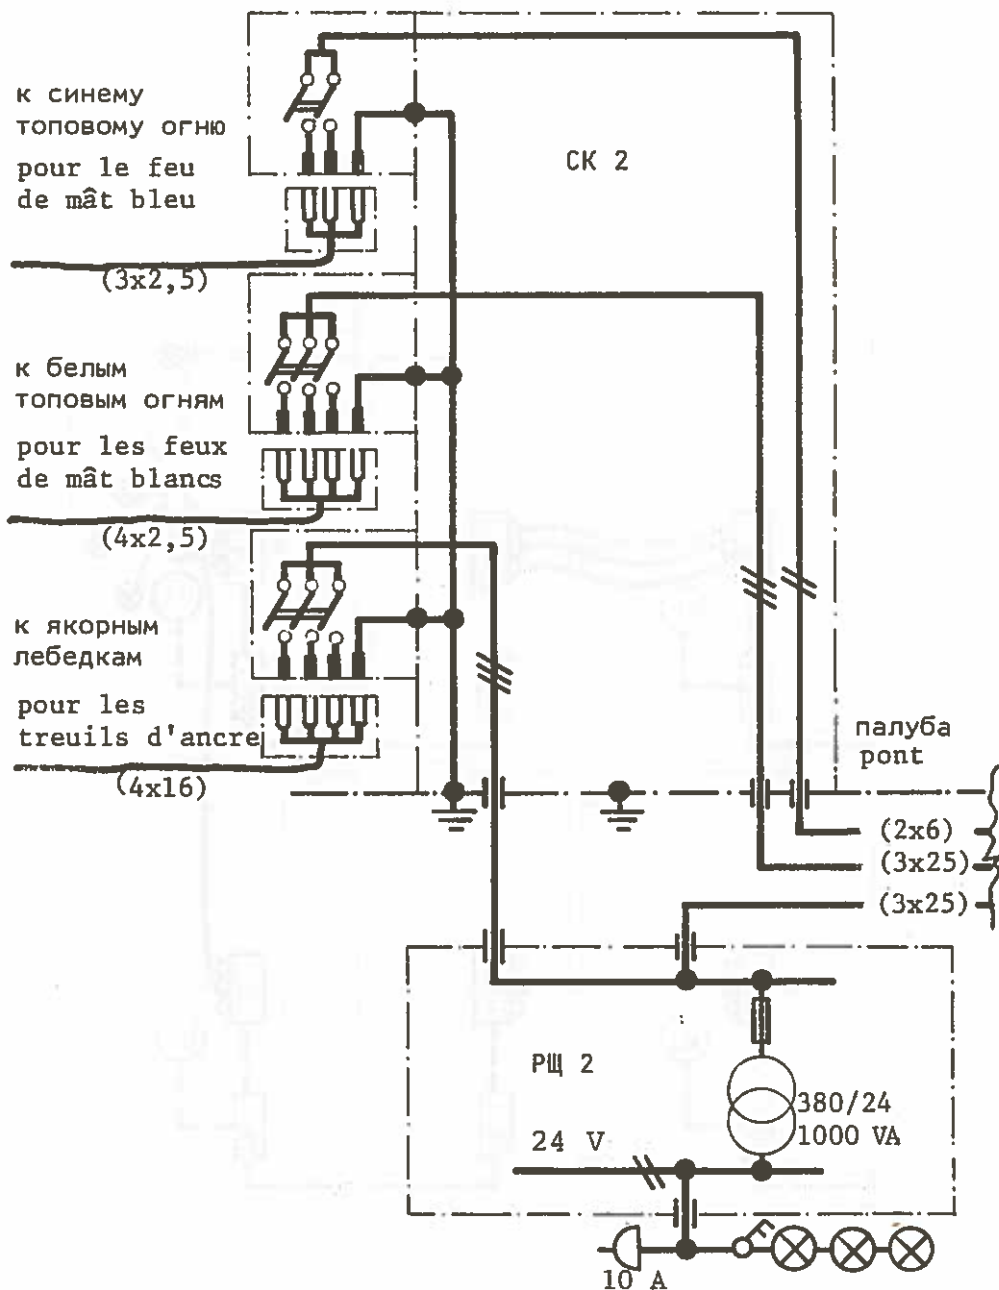 к синему
топовому огню
pour le feu
de mât bleu
(3x2,5)
СК 2
к белым
топовым огням
pour les feux
de mât blancs
(4x2,5)
к якорным
лебедкам
pour les
treuils d'ancre
(4x16)
палуба
pont
(2x6)
(3x25)
(3x25)
РЩ 2
380/24
1000 VA
24 V
10 A